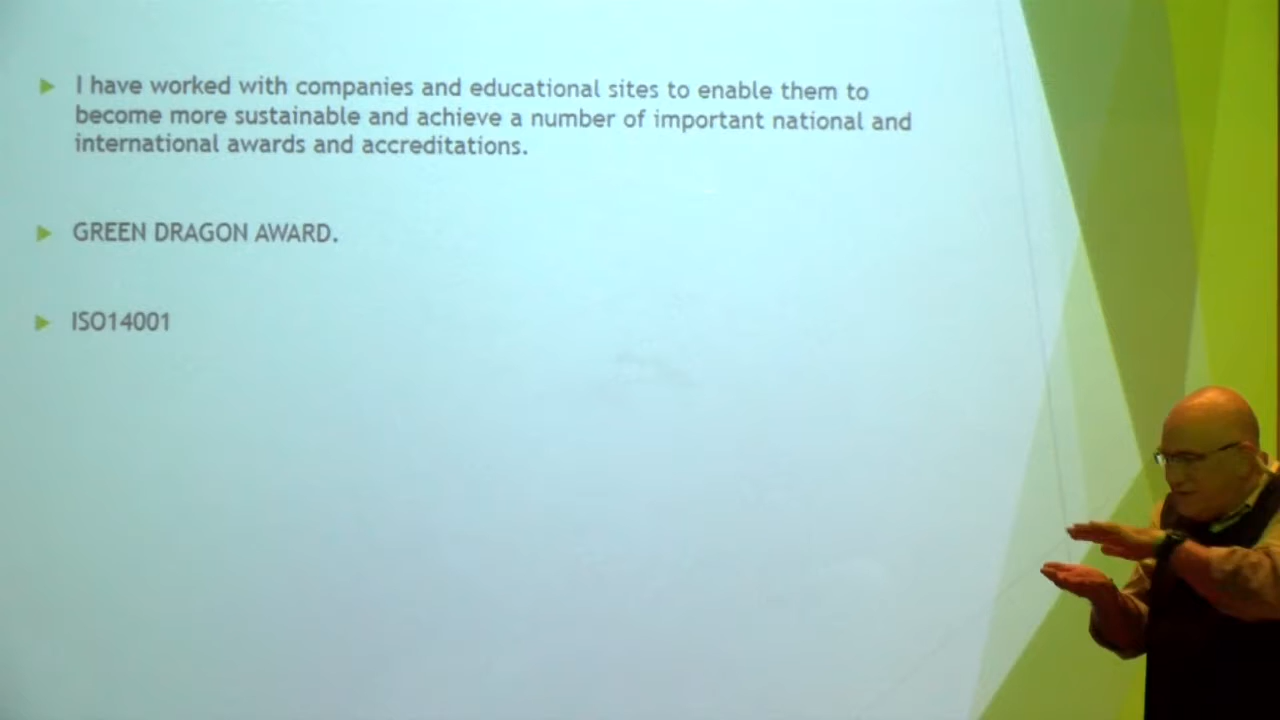 I have worked with companies and educational sites to enable them to
become more sustainable and achieve a number of important national and
international awards and accreditations.
GREEN DRAGON AWARD.
ISO14001